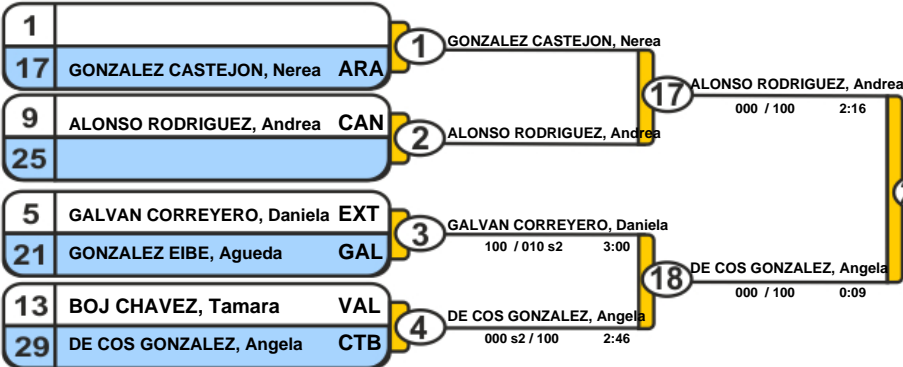 1
17 GONZALEZ CASTEJON, Nerea ARA
1 GONZALEZ CASTEJON, Nerea
9 ALONSO RODRIGUEZ, Andrea CAN
25
2 ALONSO RODRIGUEZ, Andrea
17 ALONSO RODRIGUEZ, Andrea
000 / 100 2:16
5 GALVAN CORREYERO, Daniela EXT
21 GONZALEZ EIBE, Agueda GAL
3 GALVAN CORREYERO, Daniela
100 / 010 s2 3:00
13 BOJ CHAVEZ, Tamara VAL
29 DE COS GONZALEZ, Angela CTB
4 DE COS GONZALEZ, Angela
000 s2 / 100 2:46
18 DE COS GONZALEZ, Angela
000 / 100 0:09